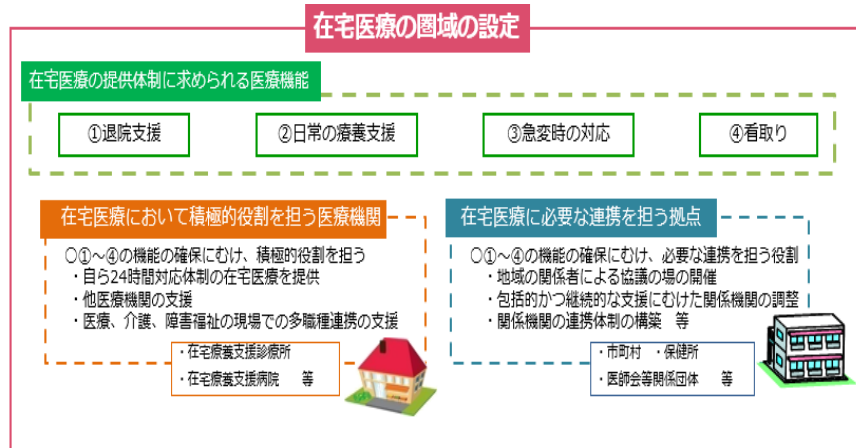 在宅医療の圏域の設定
在宅医療の提供体制に求められる医療機能
①退院支援
②日常の療養支援
③急変時の対応
④看取り
在宅医療において積極的役割を担う医療機関
〇①～④の機能の確保にむけ、積極的役割を担う
・自ら24時間対応体制の在宅医療を提供
・他医療機関の支援
・医療、介護、障害福祉の現場での多職種連携の支援
・在宅療養支援診療所
・在宅療養支援病院　等
在宅医療に必要な連携を担う拠点
〇①～④の機能の確保にむけ、必要な連携を担う役割
・地域の関係者による協議の場の開催
・包括的かつ継続的な支援にむけた関係機関の調整
・関係機関の連携体制の構築　等
・市町村　・保健所
・医師会等関係団体　等